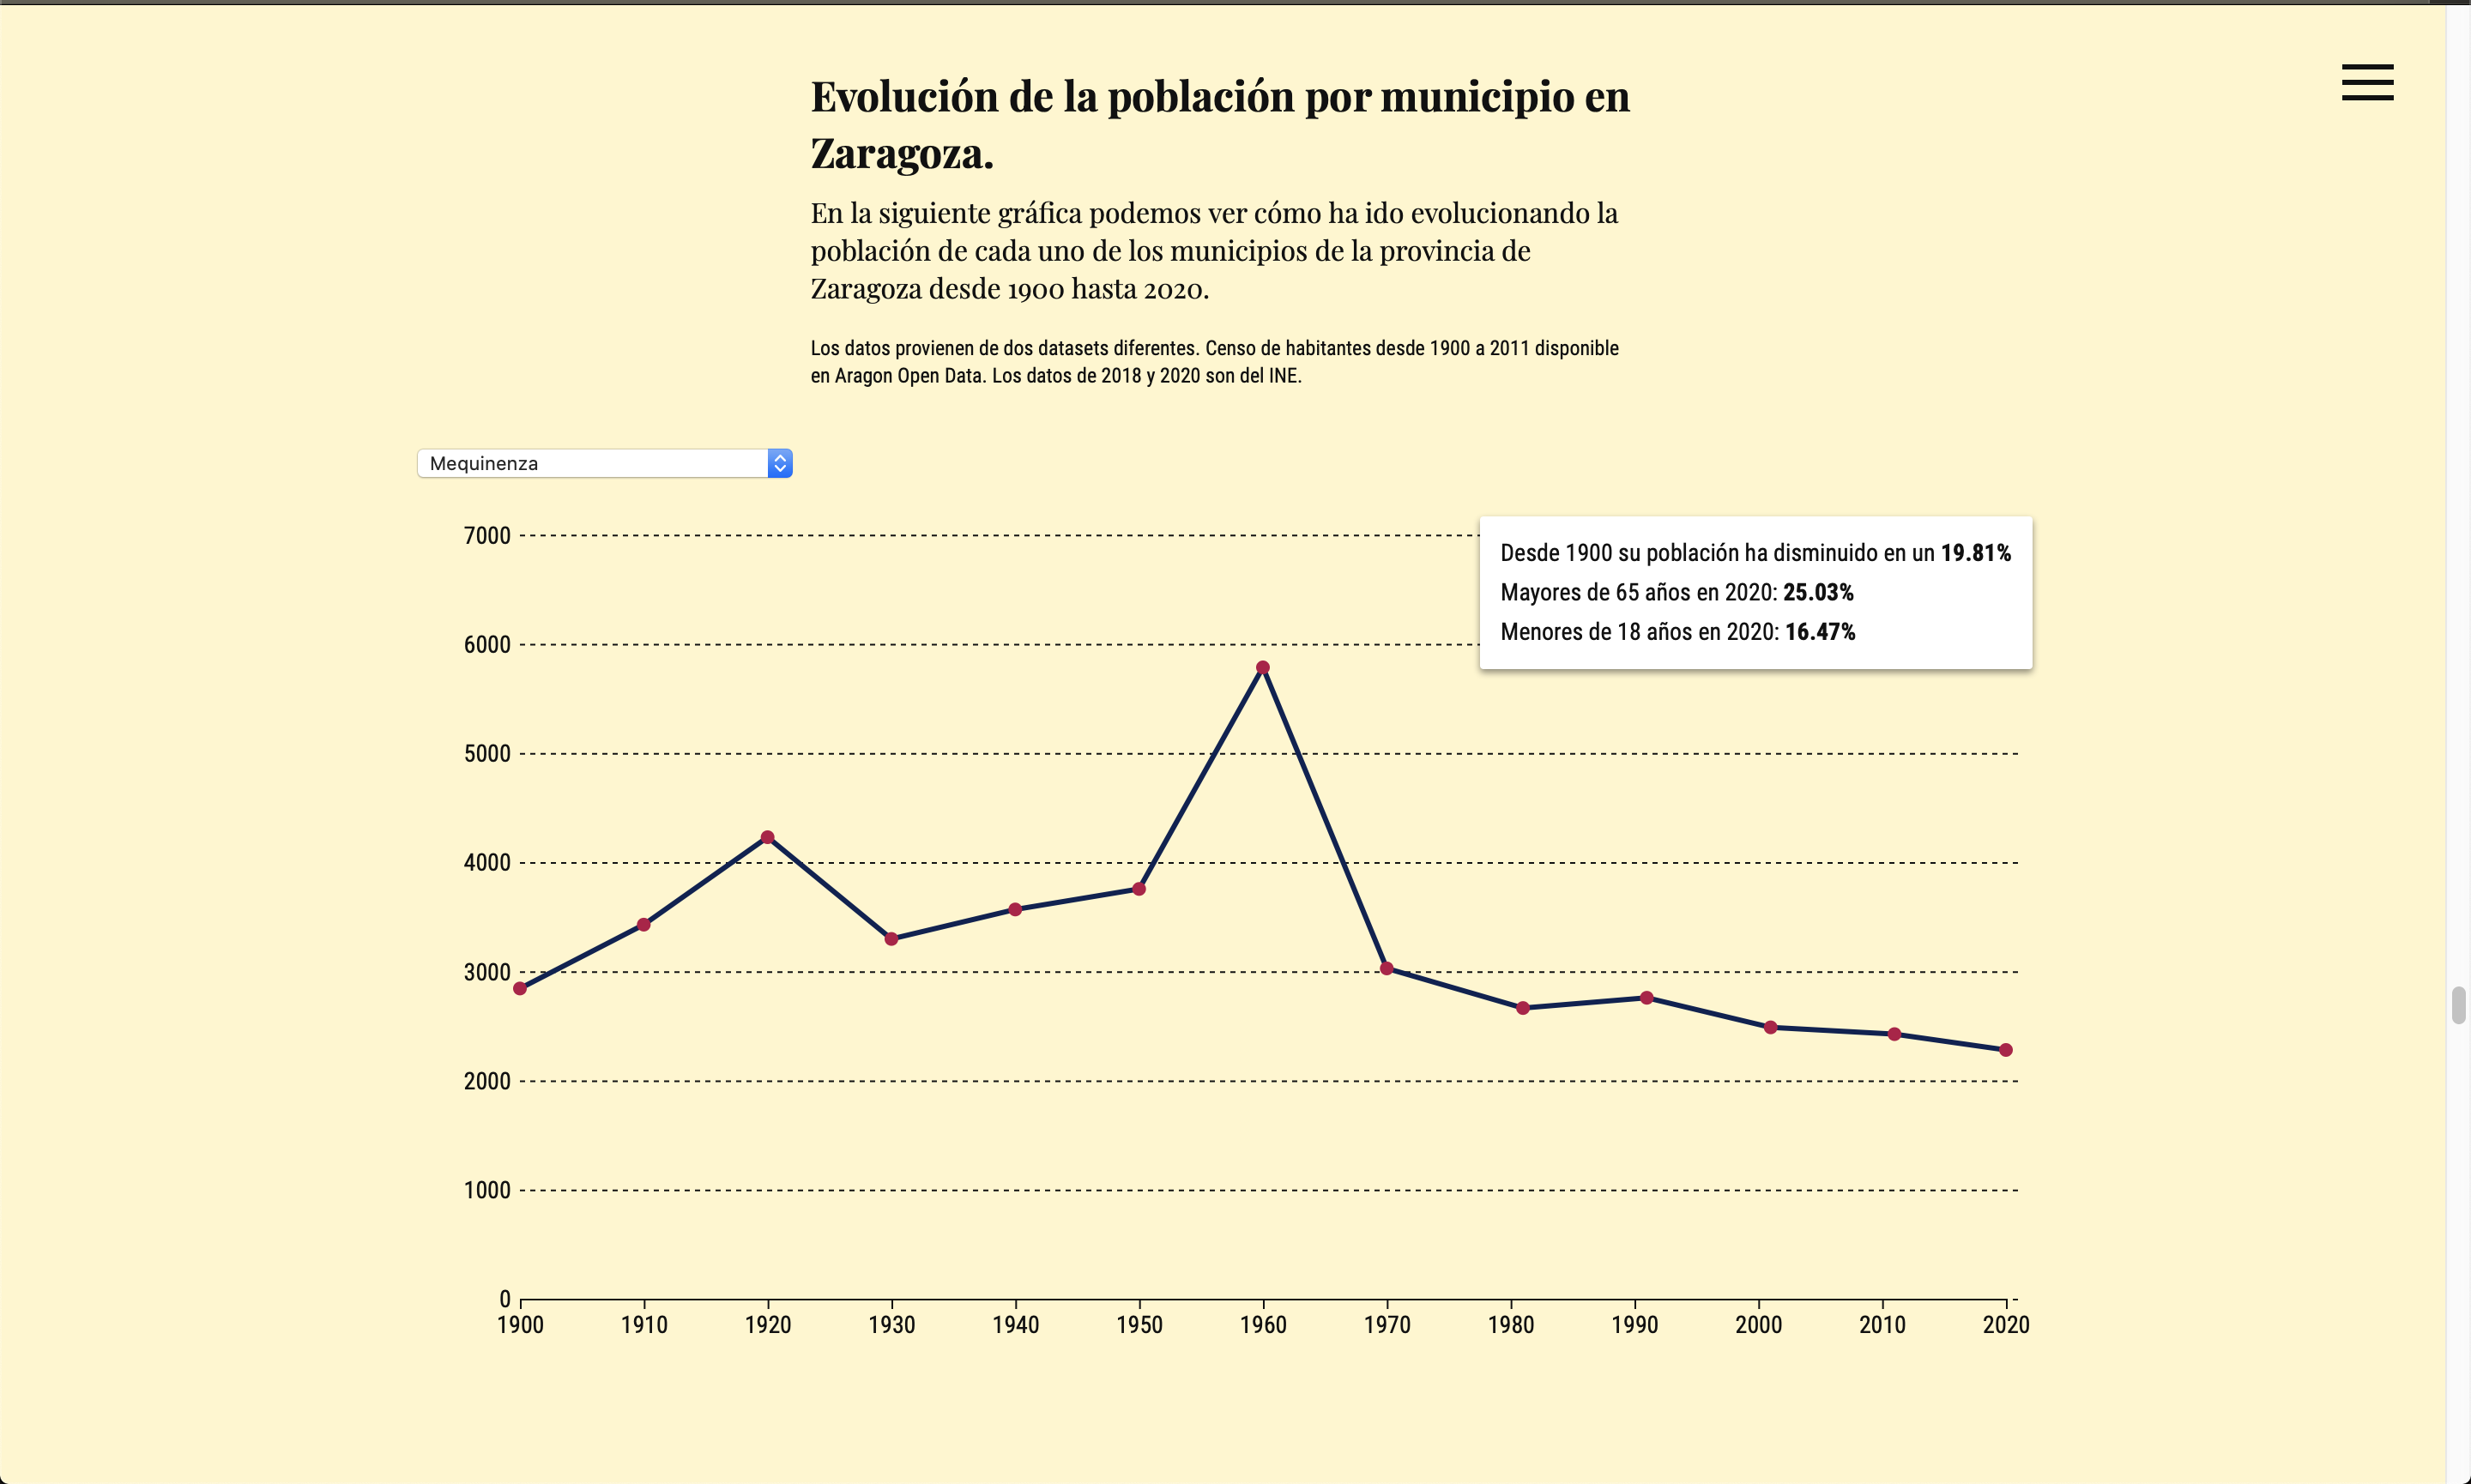 Evolución de la población por municipio en
Zaragoza.
En la siguiente gráfica podemos ver cómo ha ido evolucionando la
población de cada uno de los municipios de la provincia de
Zaragoza desde 1900 hasta 2020.
Los datos provienen de dos datasets diferentes. Censo de habitantes desde 1900 a 2011 disponible
en Aragon Open Data. Los datos de 2018 y 2020 son del INE.
Mequinenza
Desde 1900 su población ha disminuido en un 19.81%
Mayores de 65 años en 2020: 25.03%
Menores de 18 años en 2020: 16.47%
7000
6000
5000
4000
3000
2000
1000
0
1900 1910 1920 1930 1940 1950 1960 1970 1980 1990 2000 2010 2020